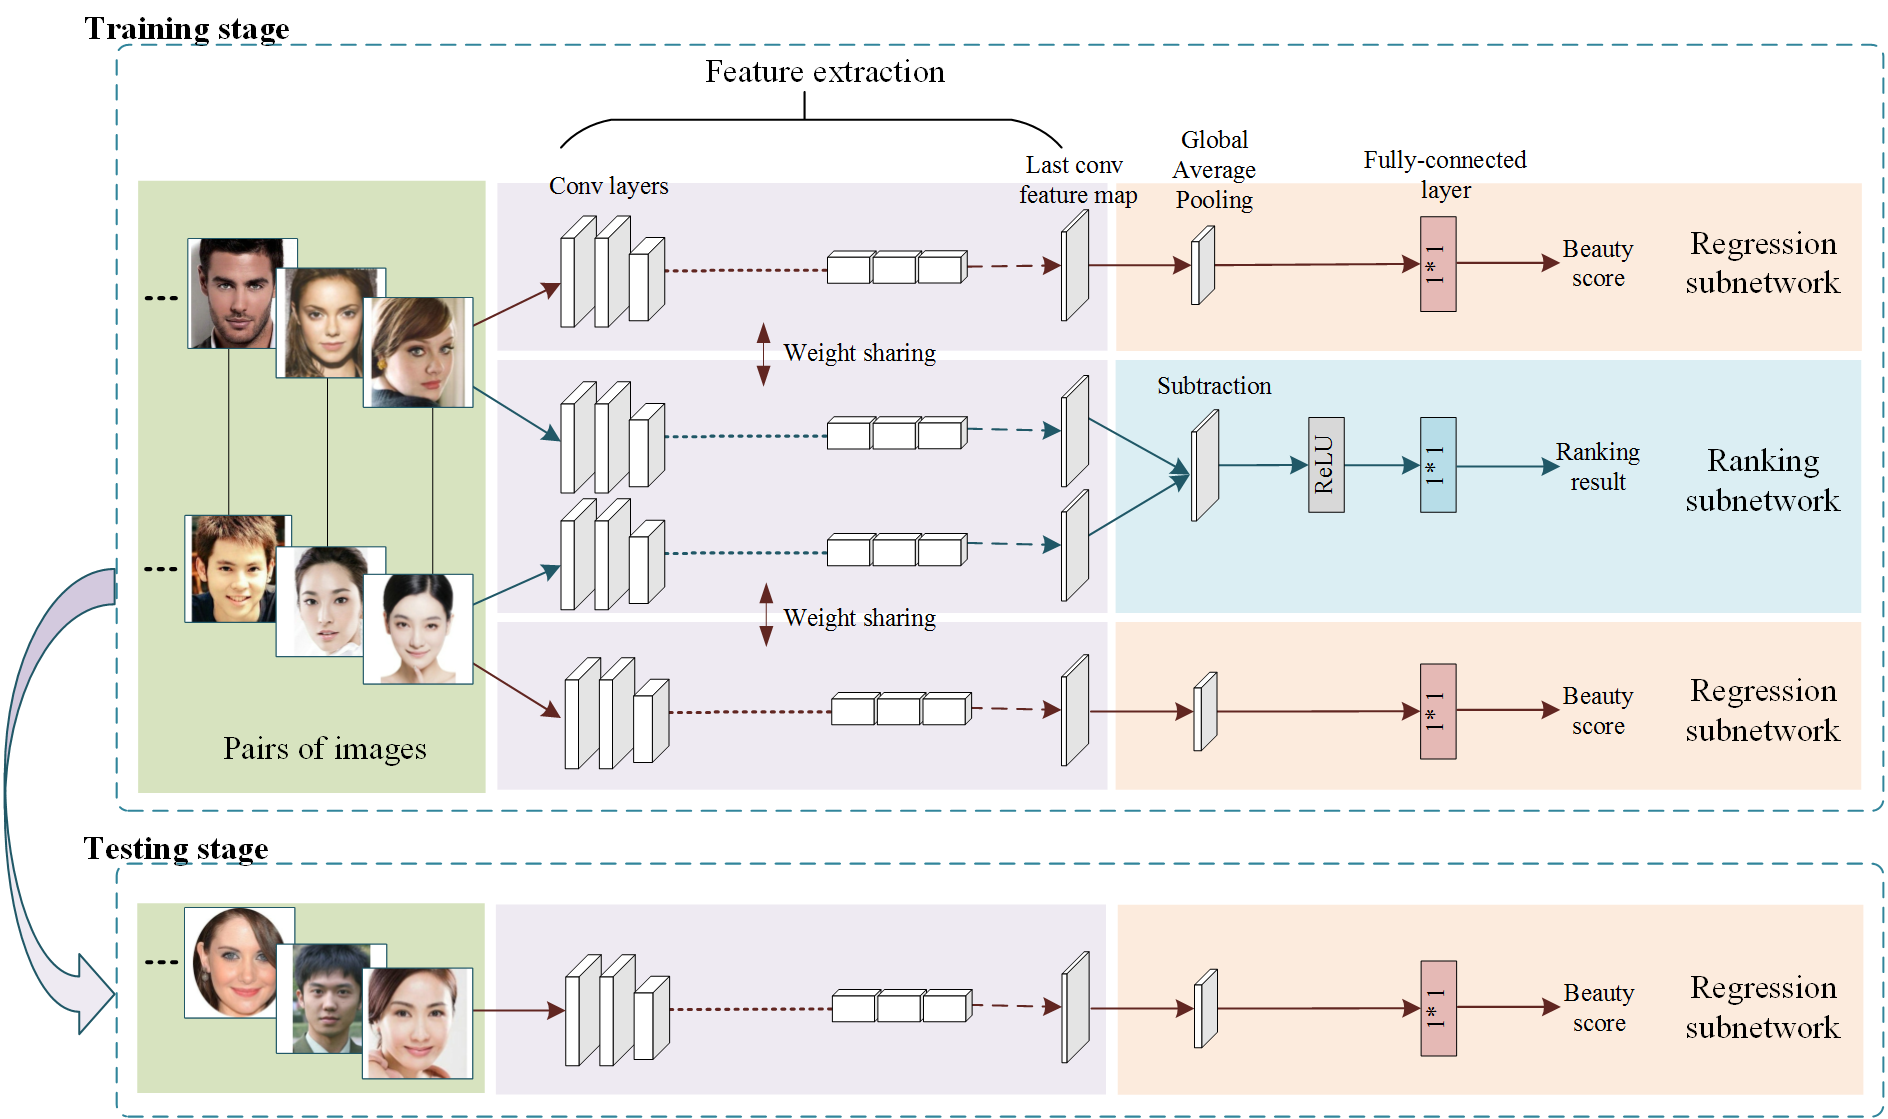 Training stage
Feature extraction
Conv layers
Last conv
feature map
Global
Average
Pooling
Fully-connected
layer
1*1
Beauty
score
Regression
subnetwork
Weight sharing
Subtraction
ReLU
1*1
Ranking
result
Ranking
subnetwork
Weight sharing
1*1
Beauty
score
Regression
subnetwork
Pairs of images
Testing stage
1*1
Beauty
score
Regression
subnetwork